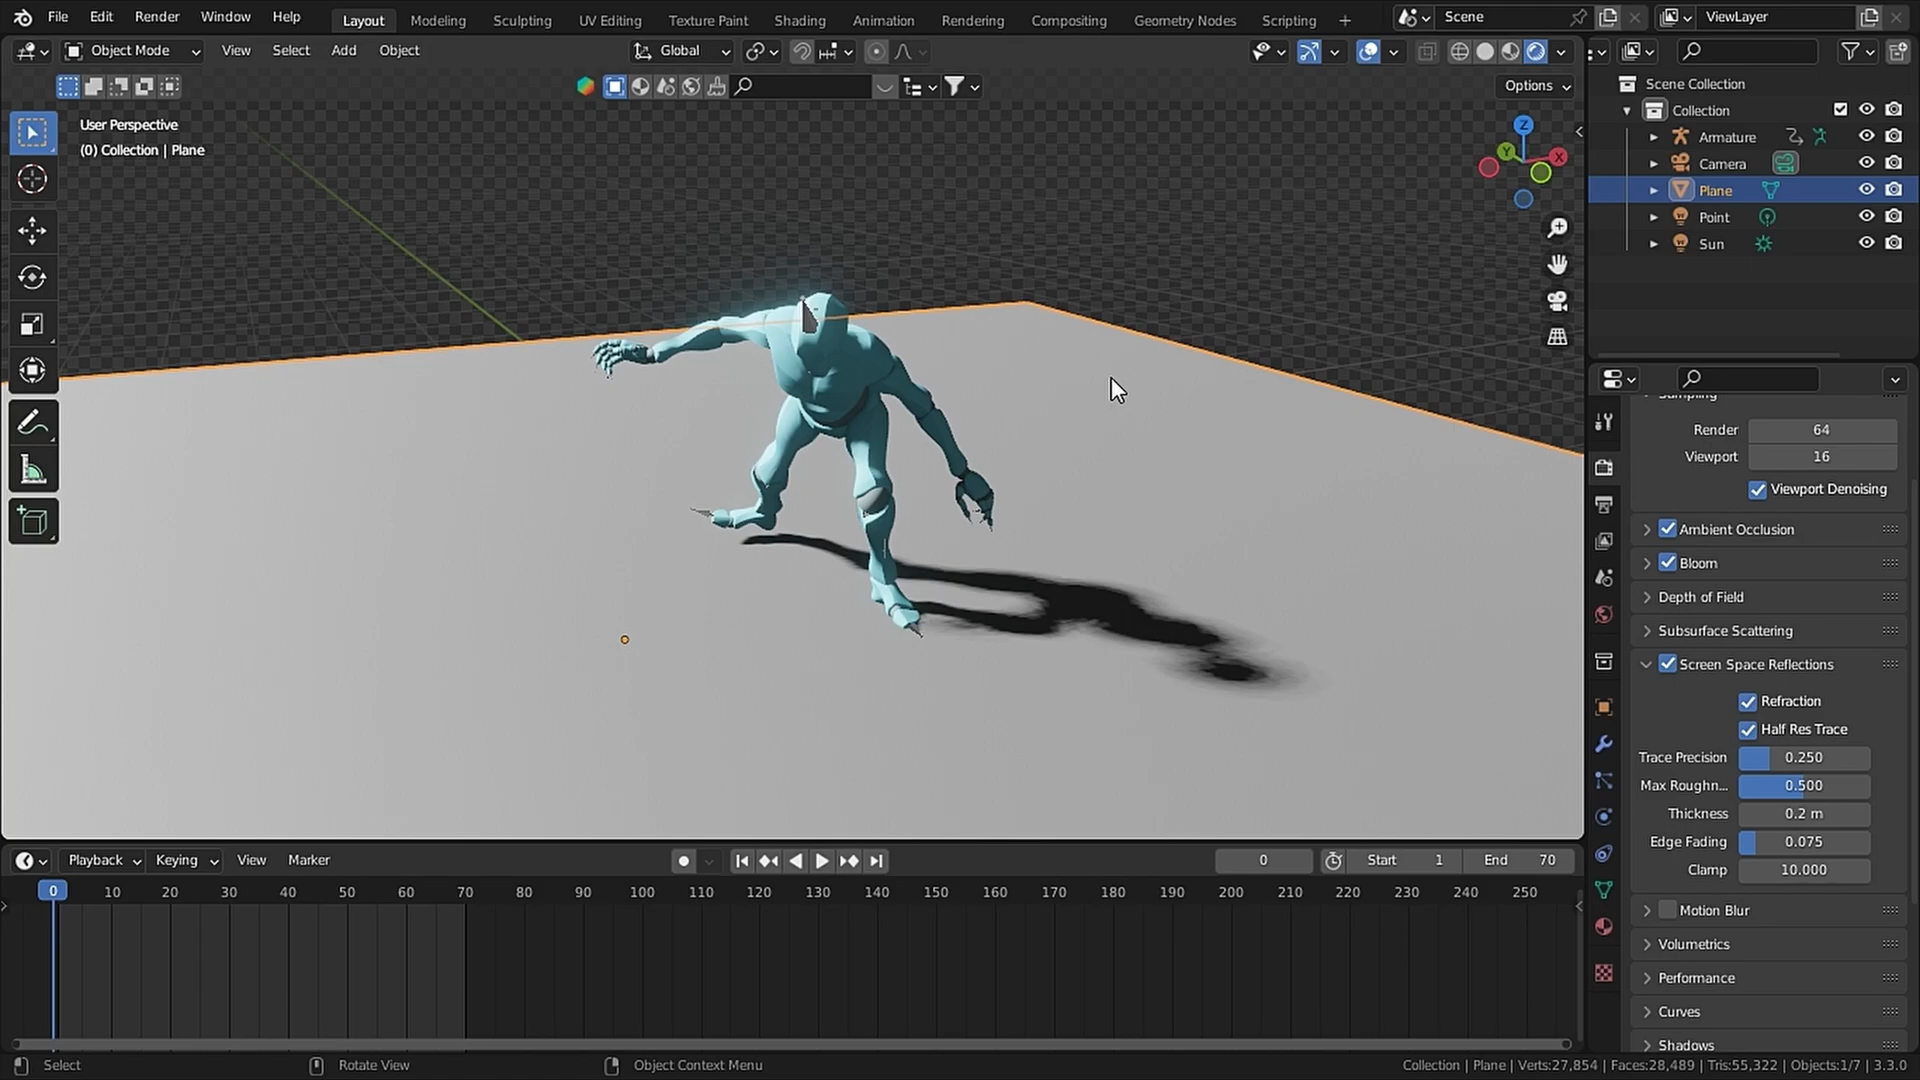 File Edit Render Window Help Layout Modeling Sculpting UV Editing Texture Paint Shading Animation Rendering Compositing Geometry Nodes Scripting + Scene ViewLayer
Object Mode View Select Add Object Global
Options
User Perspective
(0) Collection | Plane
Z
Y
X
Scene Collection
Collection
Armature
Camera
Plane
Point
Sun
Render 64
Viewport 16
Viewport Denoising
Ambient Occlusion
Bloom
Depth of Field
Subsurface Scattering
Screen Space Reflections
Refraction
Half Res Trace
Trace Precision 0.250
Max Roughn... 0.500
Thickness 0.2 m
Edge Fading 0.075
Clamp 10.000
Motion Blur
Volumetrics
Performance
Curves
Shadows
Playback Keying View Marker 0 Start 1 End 70
0 10 20 30 40 50 60 70 80 90 100 110 120 130 140 150 160 170 180 190 200 210 220 230 240 250
Select Rotate View Object Context Menu Collection | Plane | Verts:27,854 | Faces:28,489 | Tris:55,322 | Objects:1/7 | 3.3.0